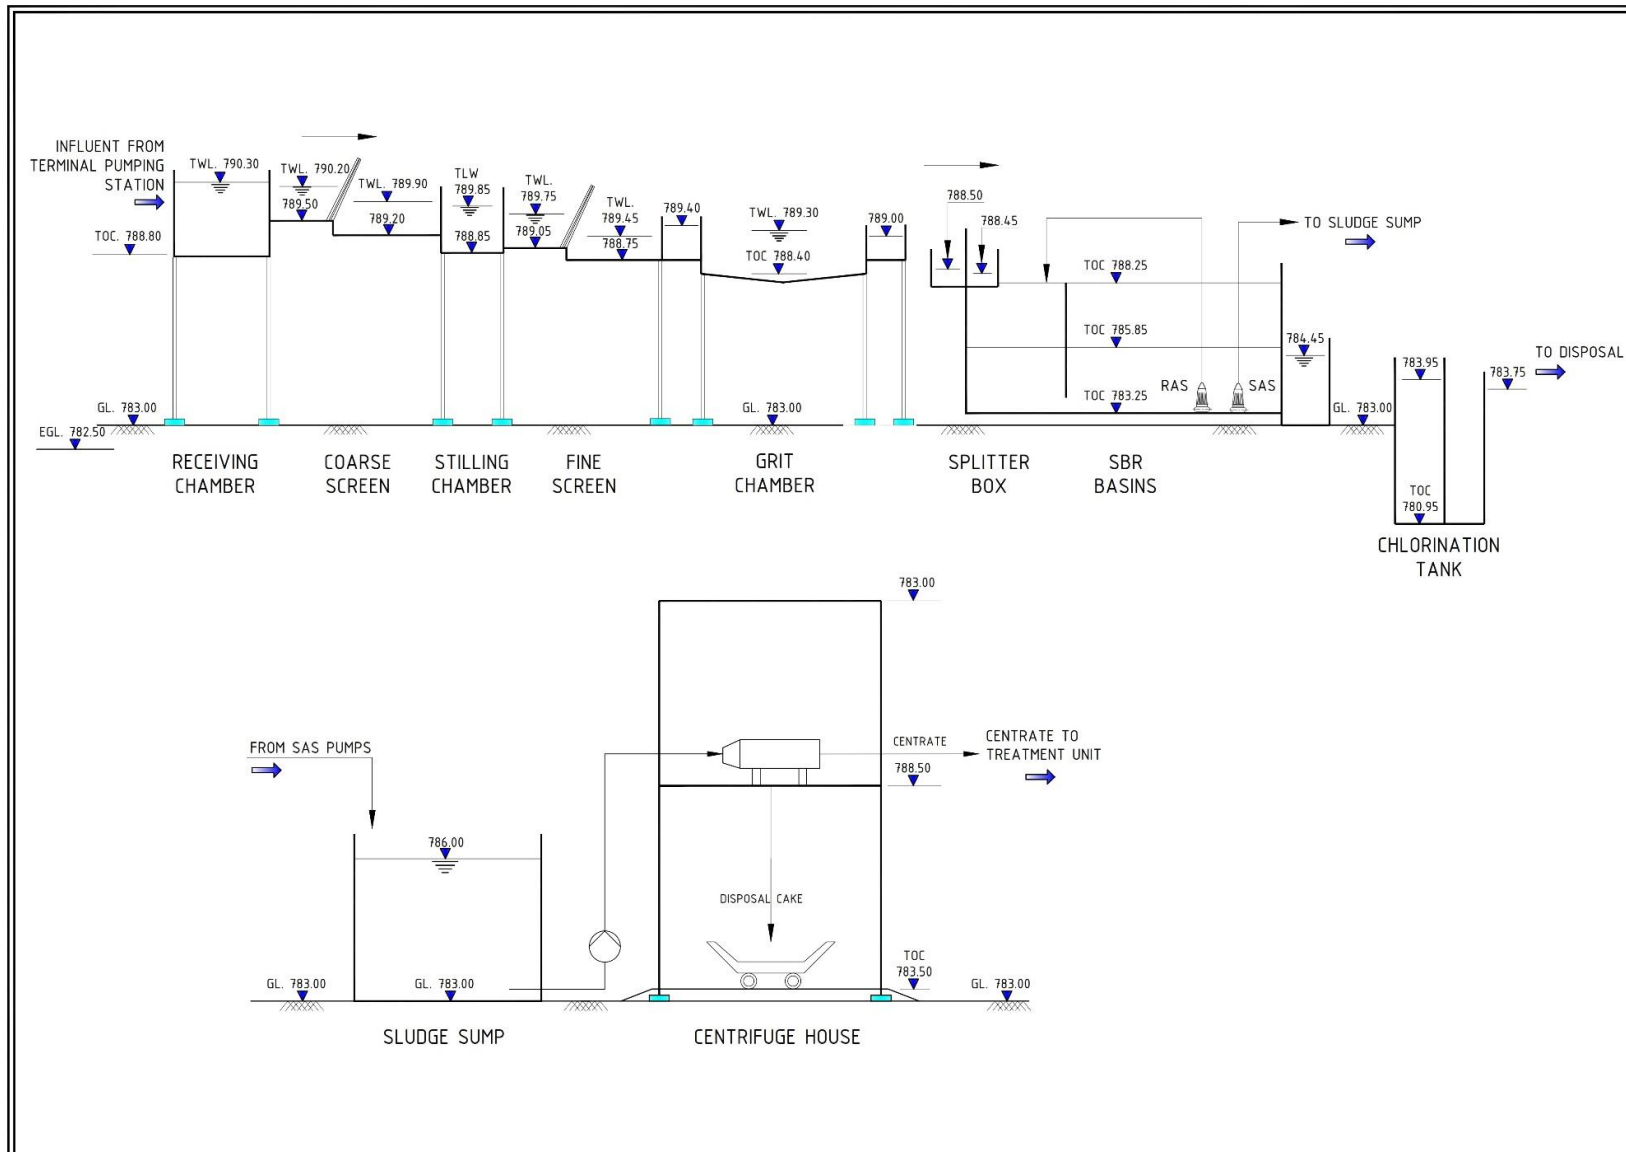 INFLUENT FROM
TERMINAL PUMPING
STATION
TWL. 790.30
TOC. 788.80
TWL. 790.20
789.50
TWL. 789.90
789.20
TLW
789.85
788.85
TWL.
789.75
789.05
TWL.
789.45
788.75
789.40
TWL. 789.30
TOC 788.40
789.00
788.50
788.45
TOC 788.25
TOC 785.85
TOC 783.25
RAS
SAS
TO SLUDGE SUMP
784.45
783.95
783.75
TO DISPOSAL
TOC
780.95
GL. 783.00
EGL. 782.50
GL. 783.00
GL. 783.00
RECEIVING
CHAMBER
COARSE
SCREEN
STILLING
CHAMBER
FINE
SCREEN
GRIT
CHAMBER
SPLITTER
BOX
SBR
BASINS
CHLORINATION
TANK
783.00
FROM SAS PUMPS
CENTRATE
CENTRATE TO
TREATMENT UNIT
788.50
786.00
DISPOSAL CAKE
TOC
783.50
GL. 783.00
GL. 783.00
GL. 783.00
SLUDGE SUMP
CENTRIFUGE HOUSE